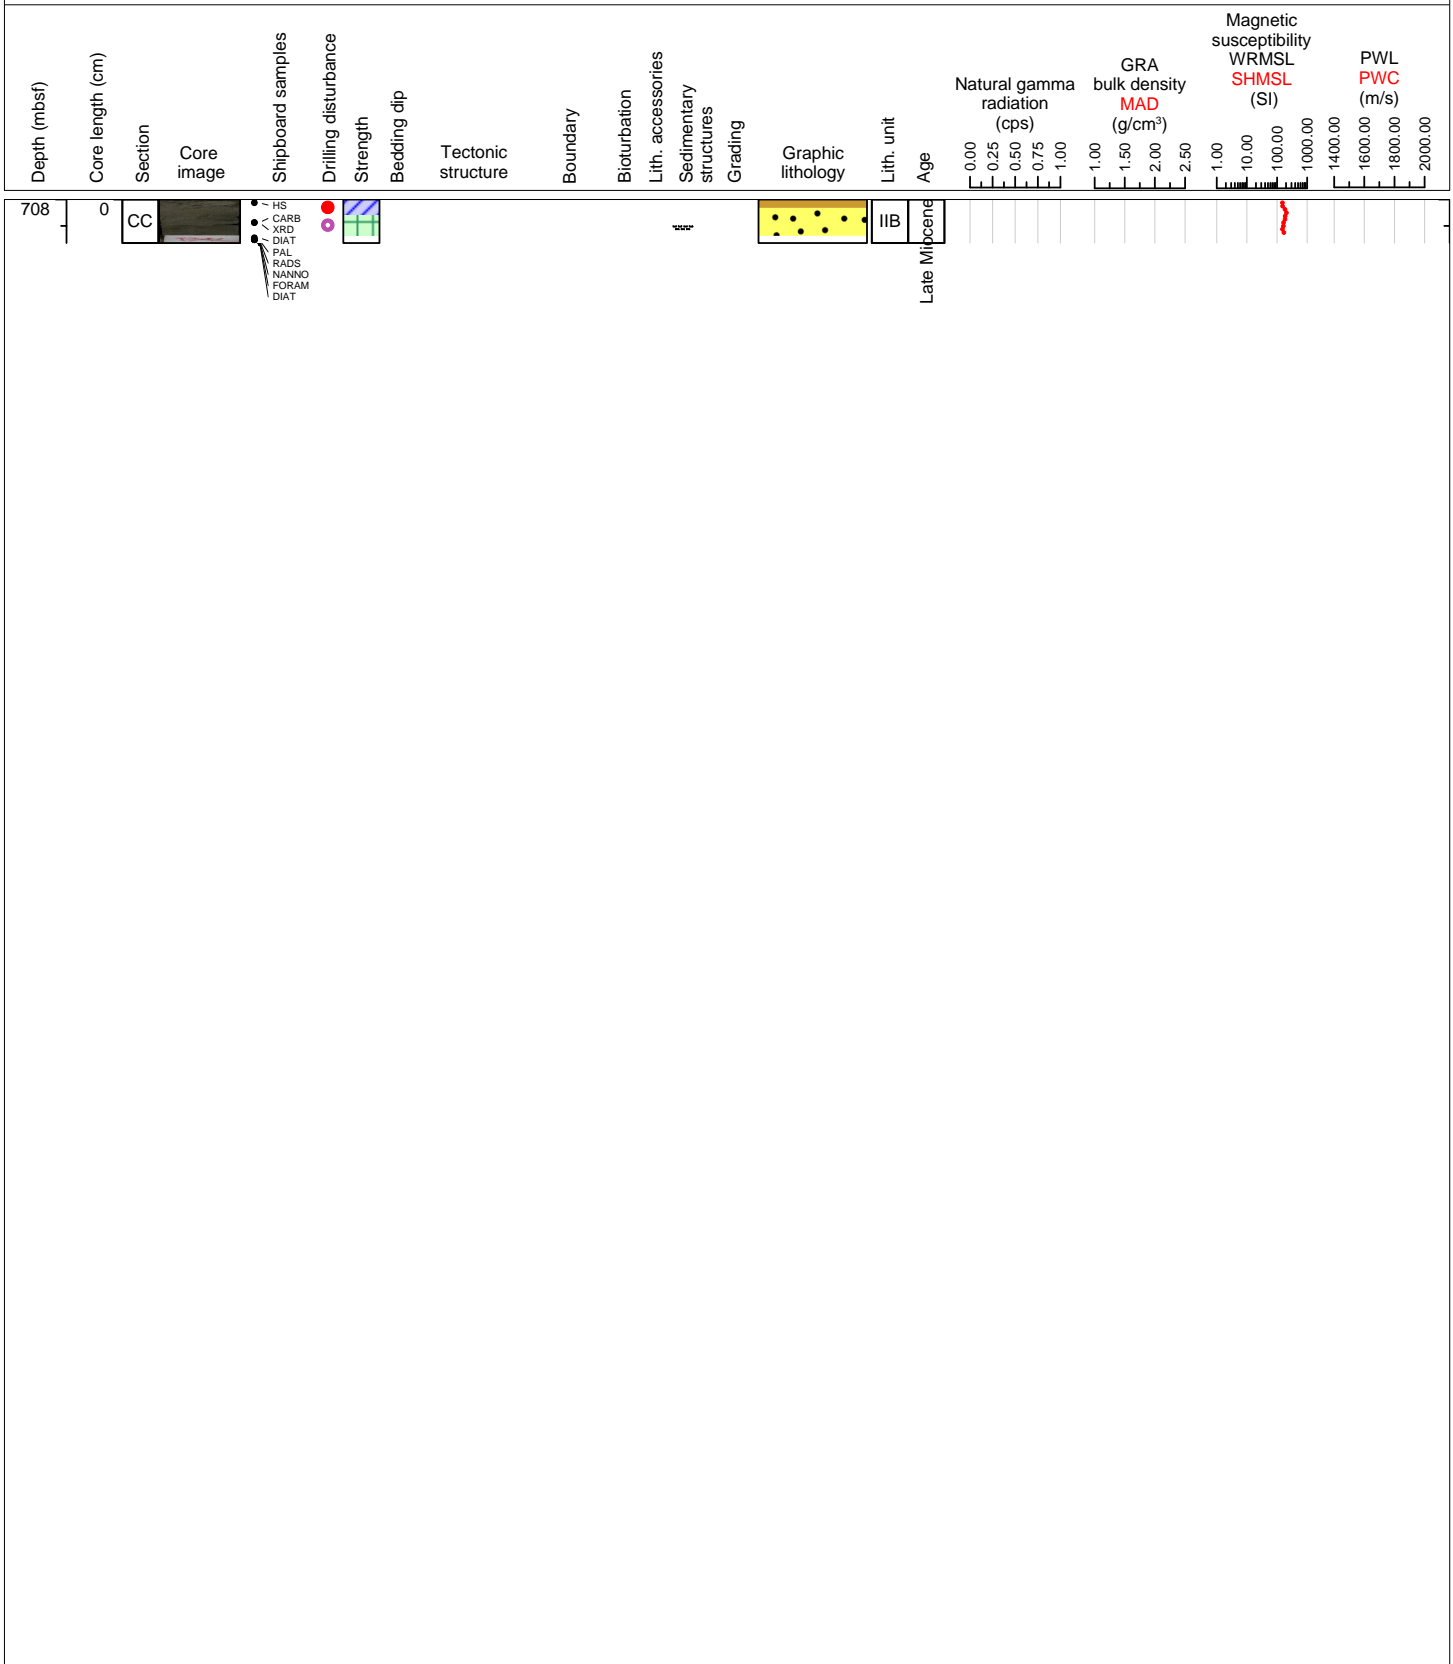 Depth (mbsf)
Core length (cm)
Section
Core
image
Shipboard samples
Drilling disturbance
Strength
Bedding dip
Tectonic
structure
Boundary
Bioturbation
Lith. accessories
Sedimentary
structures
Grading
Graphic
lithology
Lith. unit
Age
Natural gamma
radiation
(cps)
0.00
0.25
0.50
0.75
1.00
GRA
bulk density
MAD
(g/cm³)
1.00
1.50
2.00
2.50
Magnetic
susceptibility
WRMSL
SHMSL
(SI)
1.00
10.00
100.00
1000.00
PWL
PWC
(m/s)
1400.00
1600.00
1800.00
2000.00
708
0
CC
HS
CARB
XRD
DIAT
PAL
RADS
NANNO
FORAM
DIAT
IIB
Late Miocene